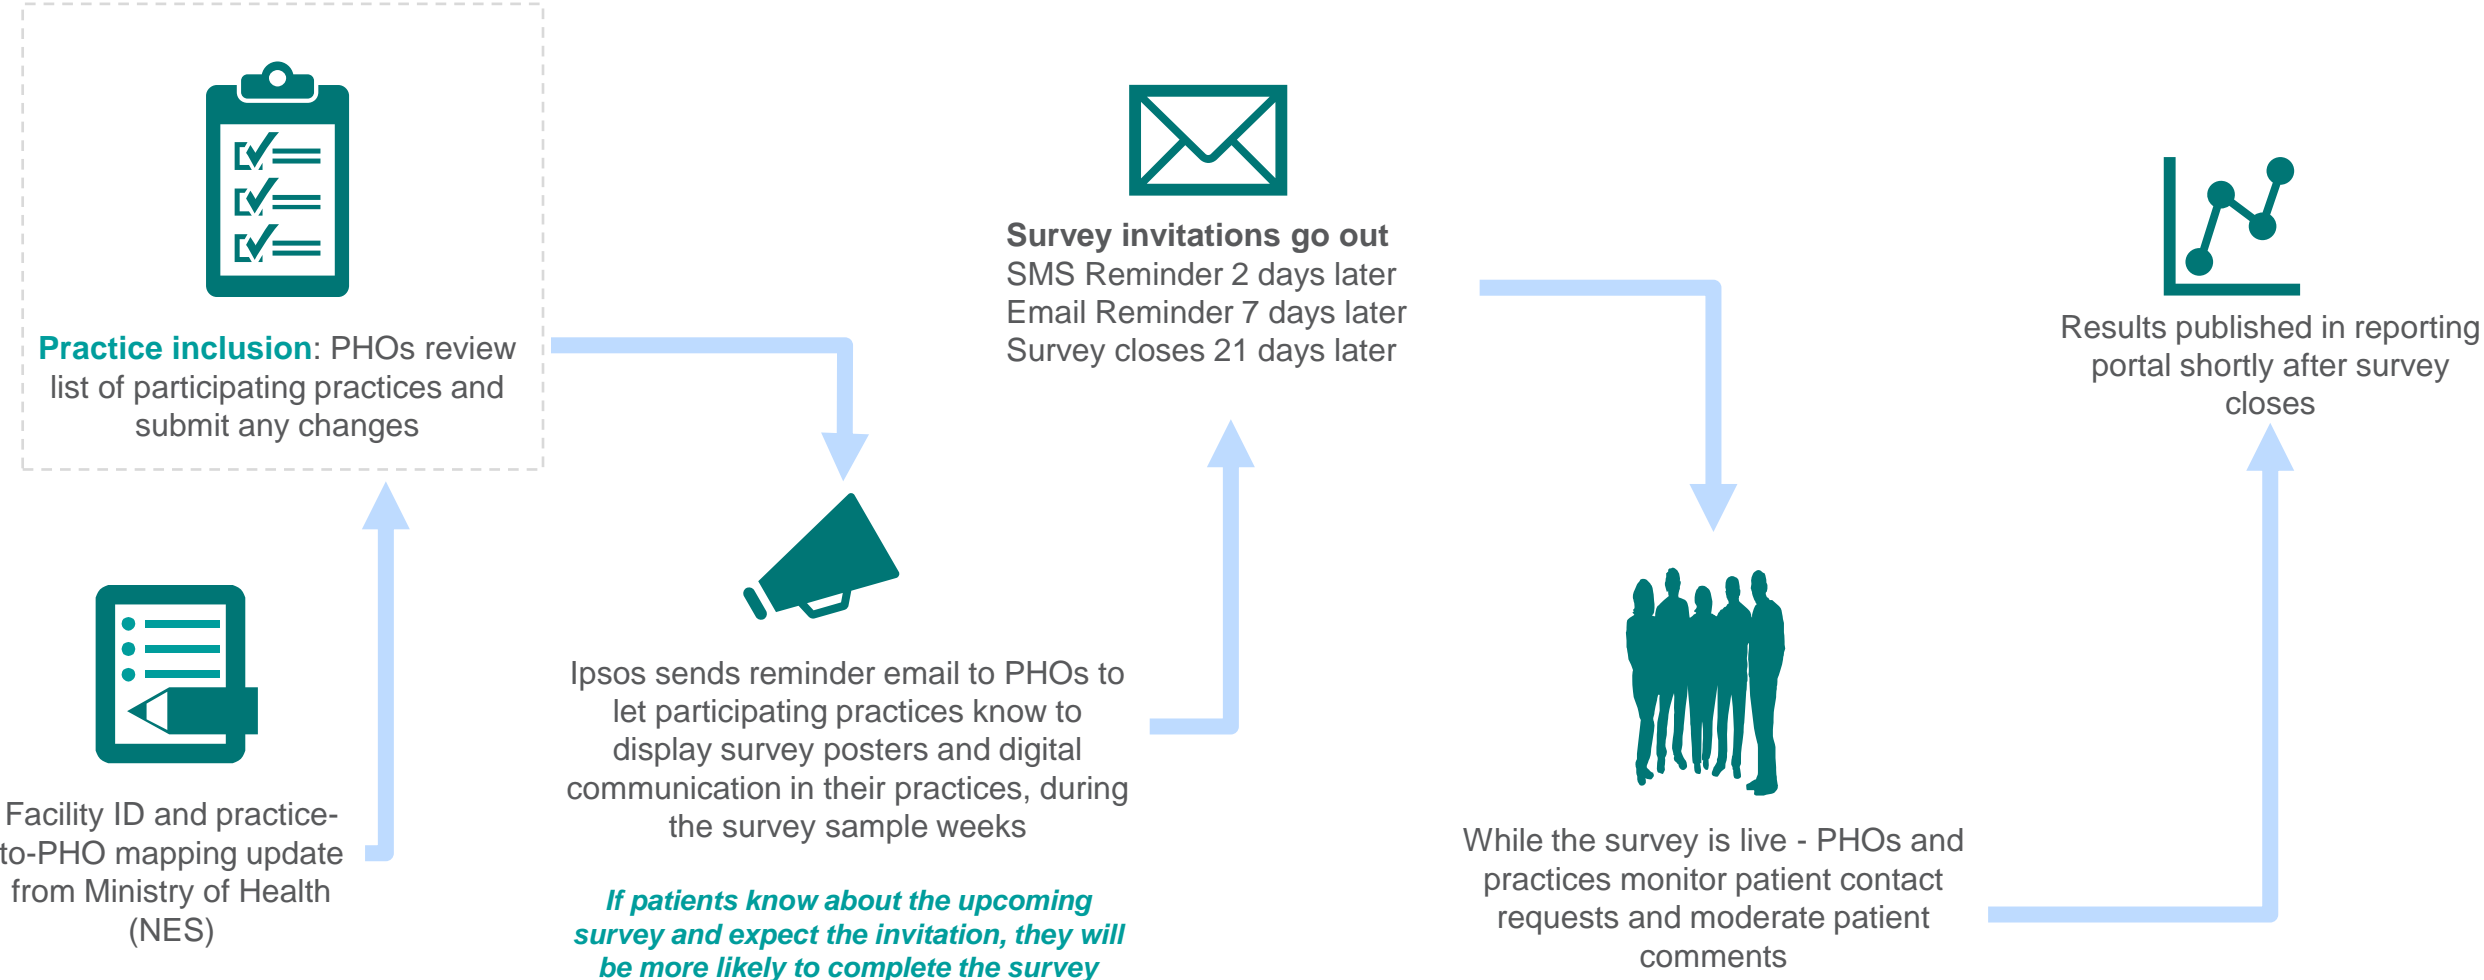 Practice inclusion: PHOs review
list of participating practices and
submit any changes
Facility ID and practice-
to-PHO mapping update
from Ministry of Health
(NES)
Ipsos sends reminder email to PHOs to
let participating practices know to
display survey posters and digital
communication in their practices, during
the survey sample weeks
If patients know about the upcoming
survey and expect the invitation, they will
be more likely to complete the survey
Survey invitations go out
SMS Reminder 2 days later
Email Reminder 7 days later
Survey closes 21 days later
While the survey is live - PHOs and
practices monitor patient contact
requests and moderate patient
comments
Results published in reporting
portal shortly after survey
closes